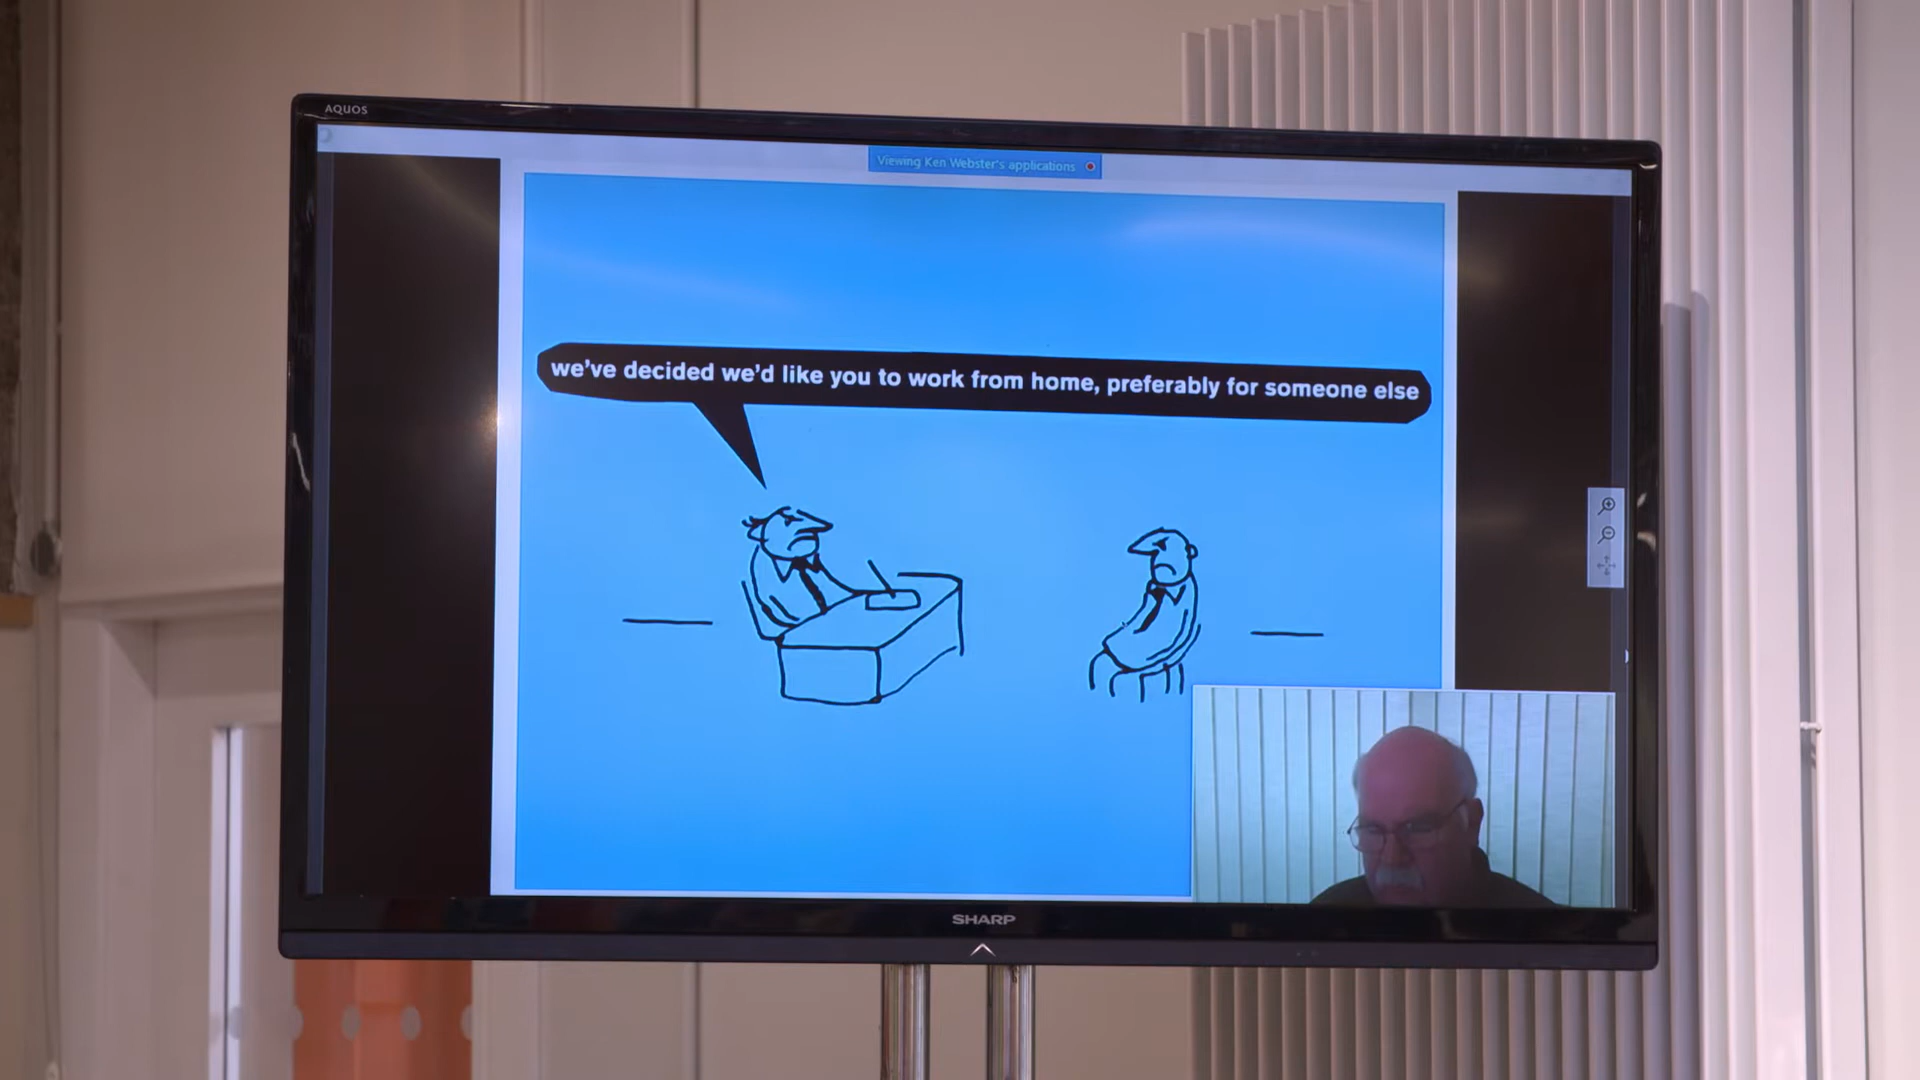 AQUOS
Viewing Ken Webster's applications
we've decided we'd like you to work from home, preferably for someone else
SHARP